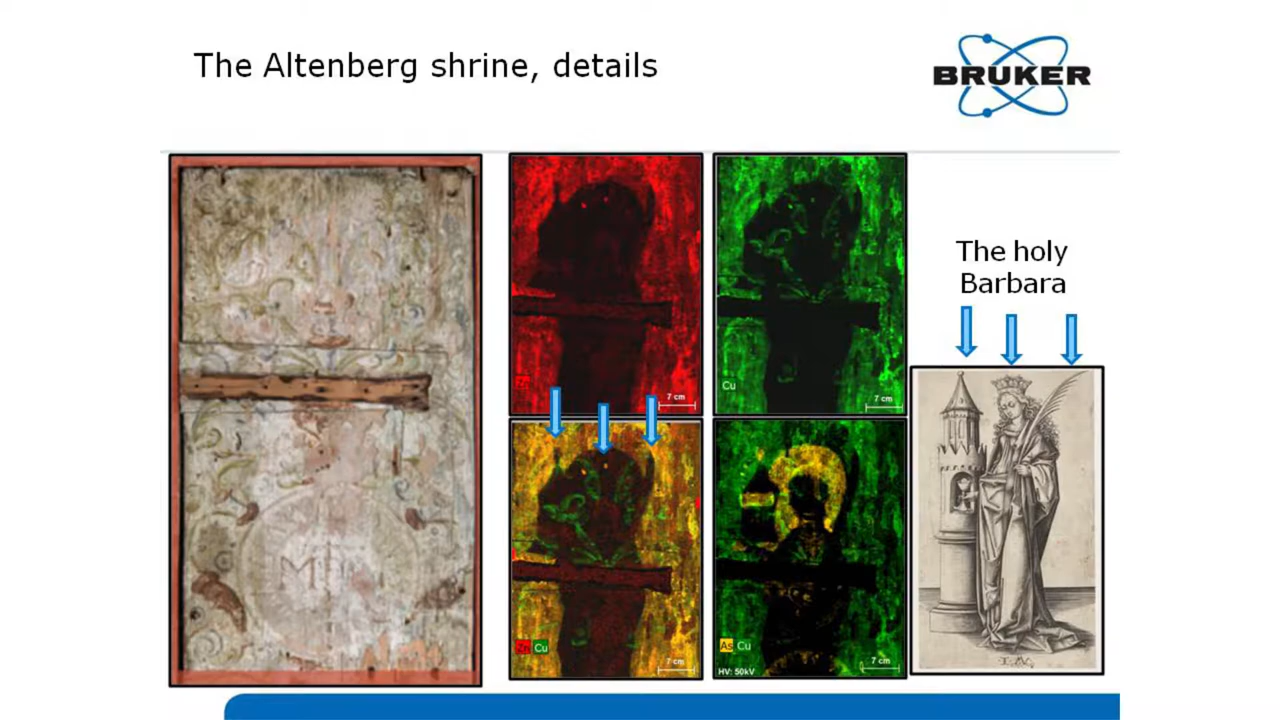 The Altenberg shrine, details
BRUKER
The holy
Barbara
Zn
7 cm
Cu
7 cm
Zn Cu
7 cm
As Cu
HV: 50kV
7 cm